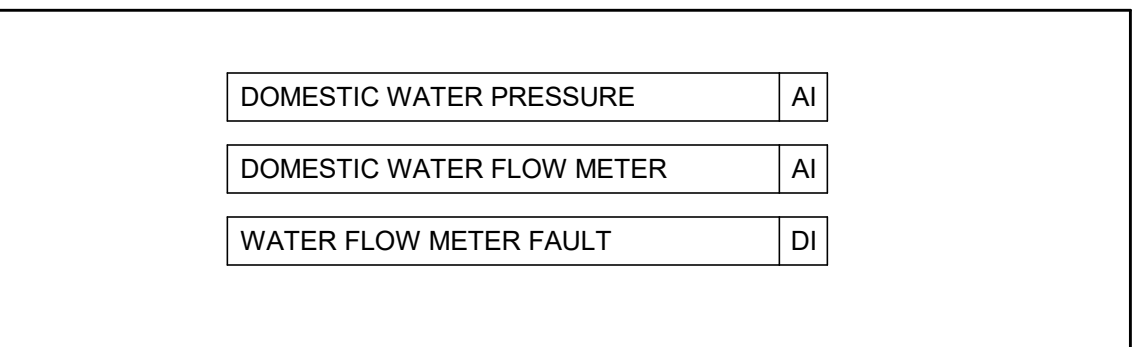 DOMESTIC WATER PRESSURE AI
DOMESTIC WATER FLOW METER AI
WATER FLOW METER FAULT DI